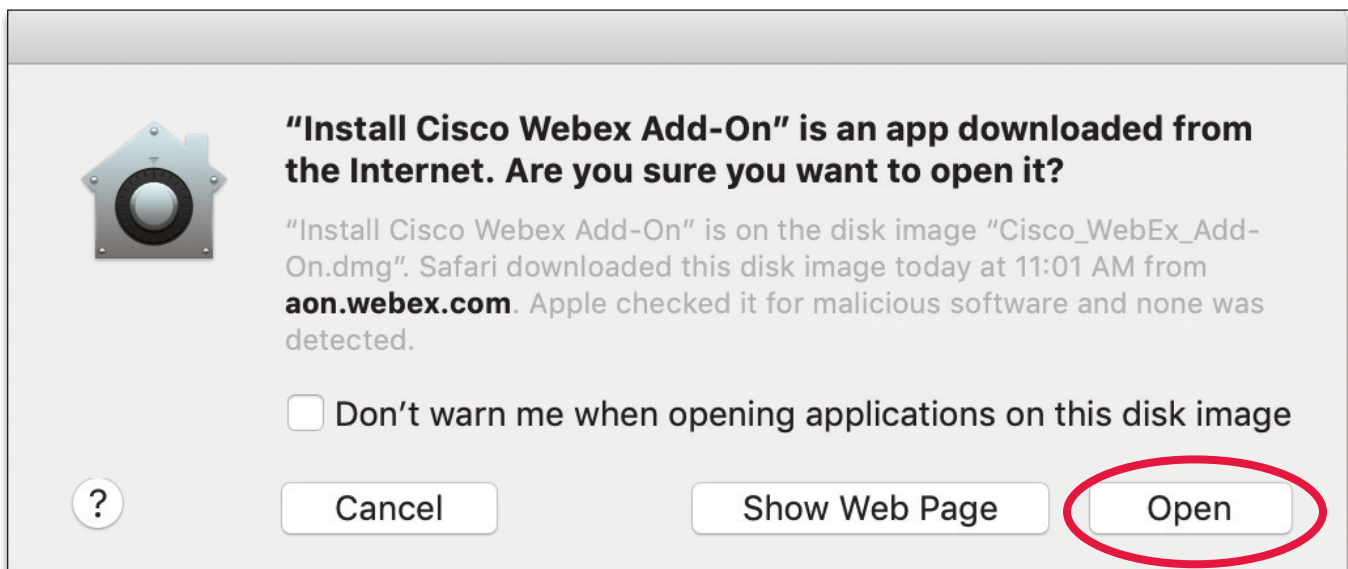 “Install Cisco Webex Add-On” is an app downloaded from
the Internet. Are you sure you want to open it?
“Install Cisco Webex Add-On” is on the disk image “Cisco_WebEx_Add-
On.dmg”. Safari downloaded this disk image today at 11:01 AM from
aon.webex.com. Apple checked it for malicious software and none was
detected.
Don’t warn me when opening applications on this disk image
?
Cancel
Show Web Page
Open